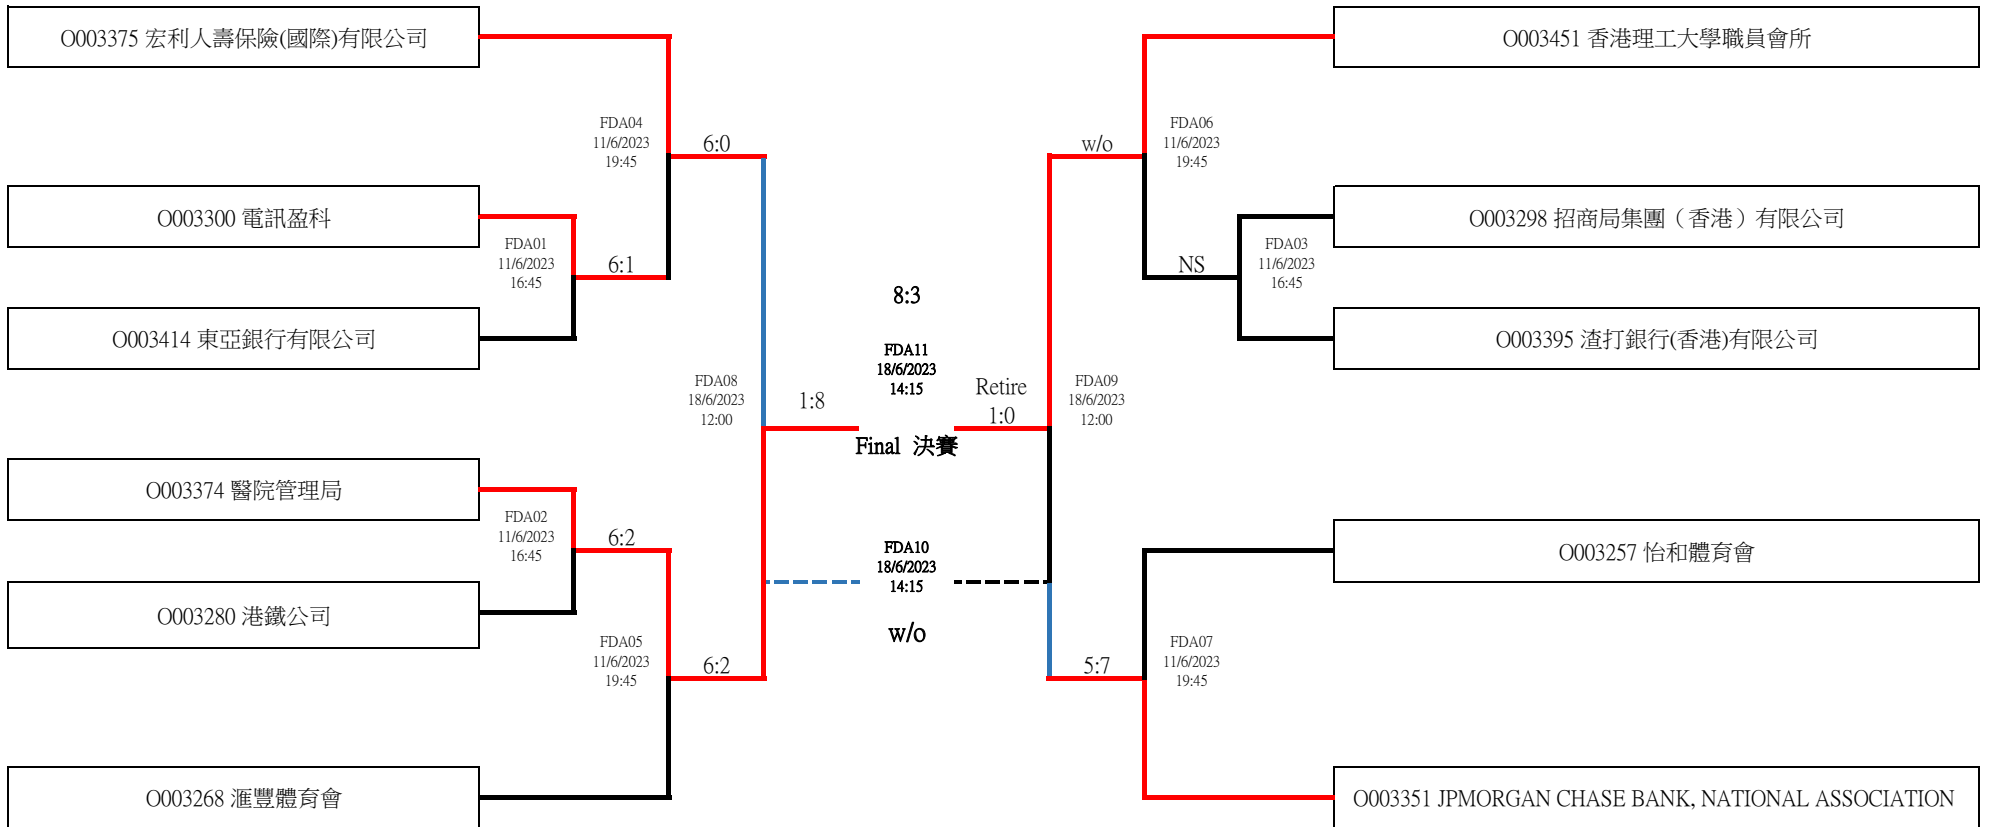 O003375 宏利人壽保險(國際)有限公司
O003451 香港理工大學職員會所
FDA04
11/6/2023
19:45
6:0
w/o
FDA06
11/6/2023
19:45
O003300 電訊盈科
O003298 招商局集團（香港）有限公司
FDA01
11/6/2023
16:45
6:1
NS
FDA03
11/6/2023
16:45
8:3
O003414 東亞銀行有限公司
O003395 渣打銀行(香港)有限公司
FDA11
18/6/2023
14:15
FDA08
18/6/2023
12:00
1:8
Retire
1:0
FDA09
18/6/2023
12:00
Final 決賽
O003374 醫院管理局
FDA02
11/6/2023
16:45
6:2
FDA10
18/6/2023
14:15
w/o
O003257 怡和體育會
O003280 港鐵公司
FDA05
11/6/2023
19:45
6:2
5:7
FDA07
11/6/2023
19:45
O003268 滙豐體育會
O003351 JPMORGAN CHASE BANK, NATIONAL ASSOCIATION